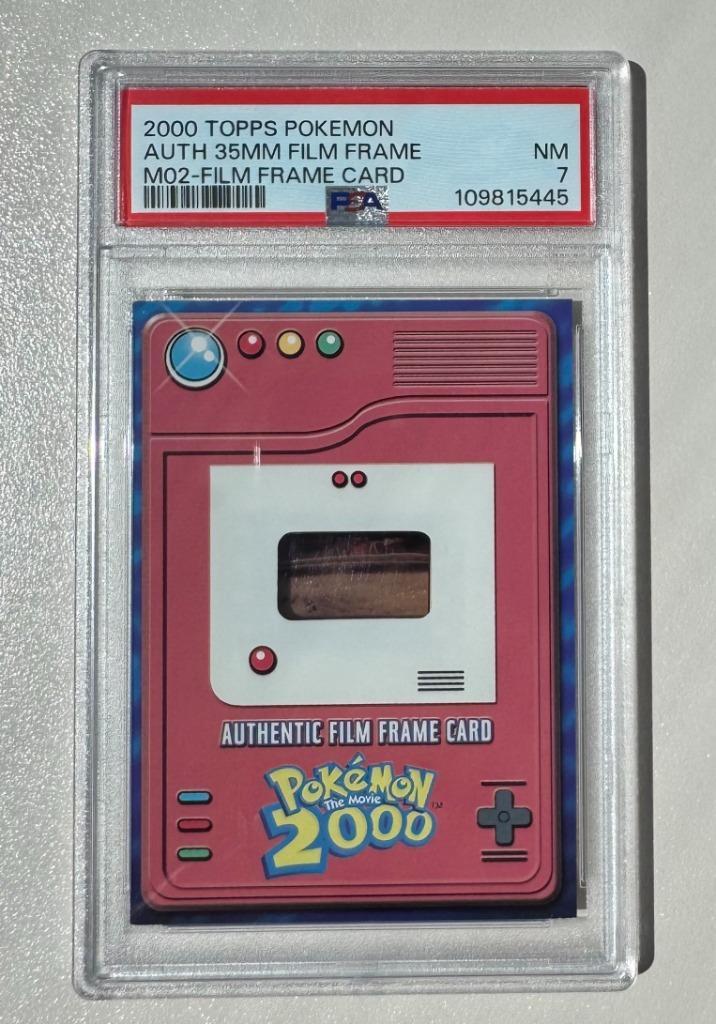 2000 TOPPS POKEMON
AUTH 35MM FILM FRAME NM
M02-FILM FRAME CARD 7
PSA 109815445
AUTHENTIC FILM FRAME CARD
POKéMON
The Movie
2000
TM